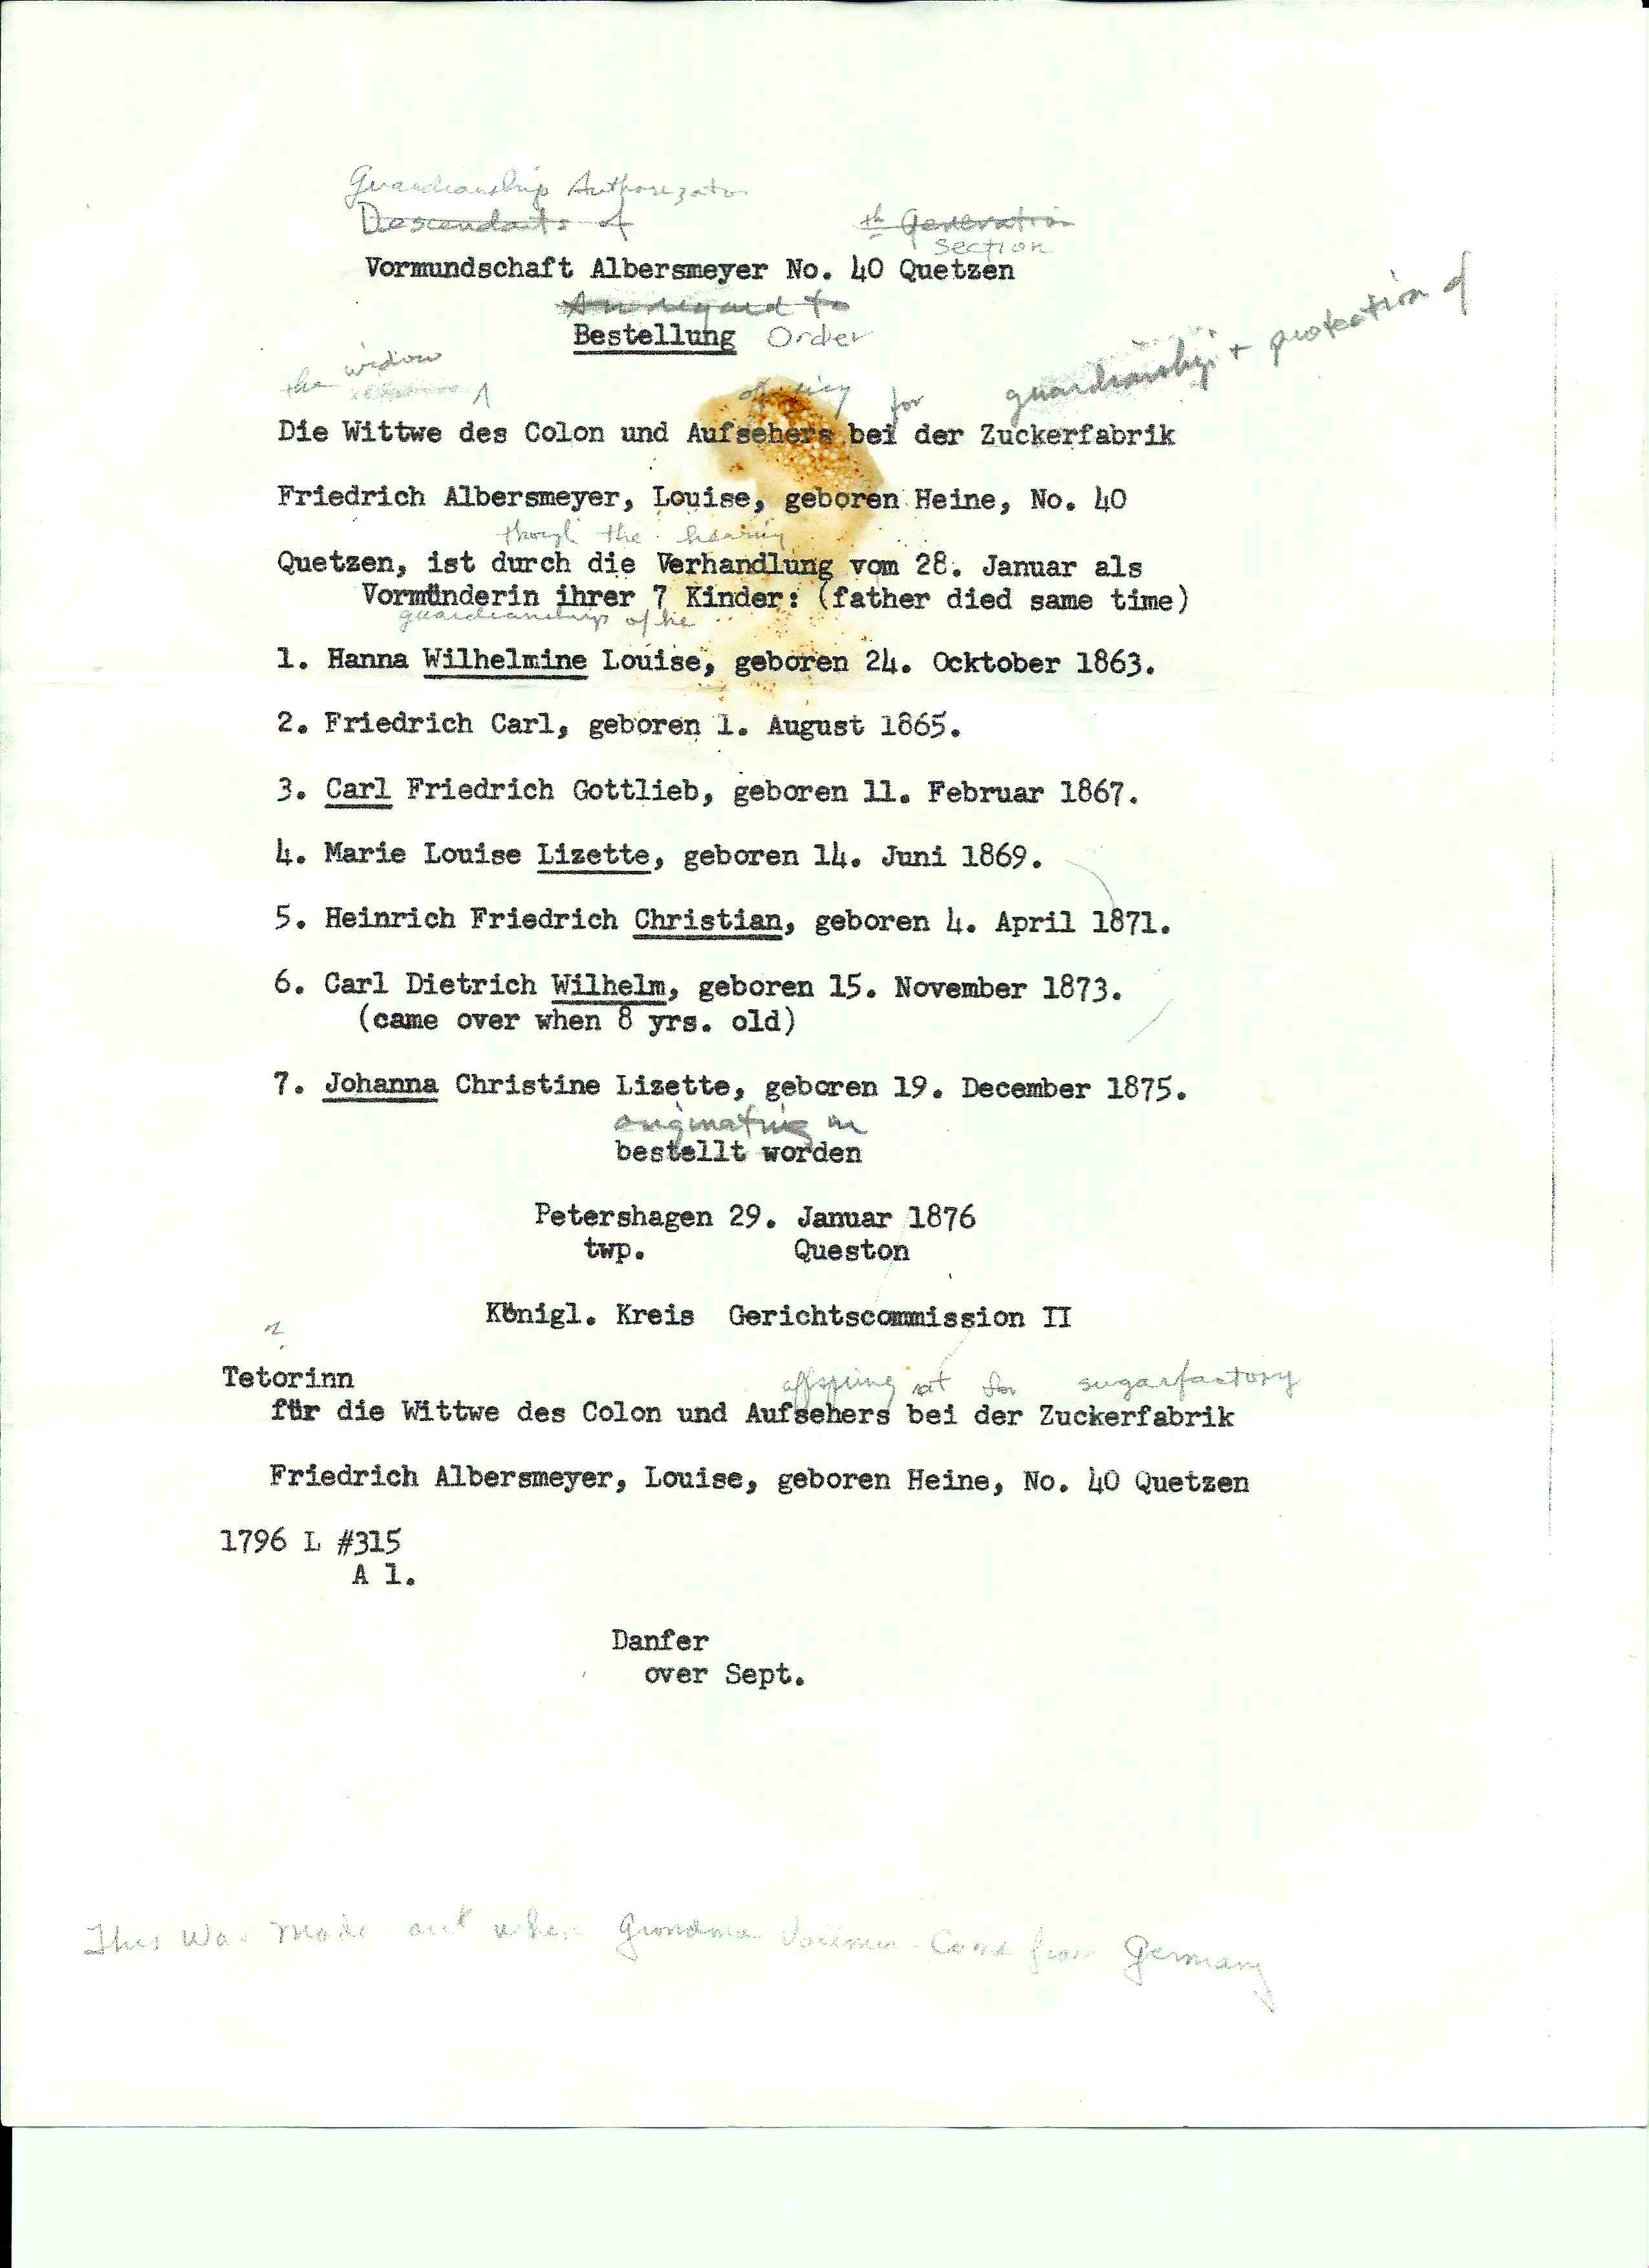 Guardianship Authorization
Descendants of th Generation
section
Vormundschaft Albersmeyer No. 40 Quetzen
In regard to
Bestellung Order
guardianship + protection of
the widow
offspring for
Die Wittwe des Colon und Aufsehers bei der Zuckerfabrik
Friedrich Albersmeyer, Louise, geboren Heine, No. 40
though the hearing
Quetzen, ist durch die Verhandlung vom 28. Januar als
Vormünderin ihrer 7 Kinder: (father died same time)
guardianship of he
1. Hanna Wilhelmine Louise, geboren 24. Ocktober 1863.
2. Friedrich Carl, geboren 1. August 1865.
3. Carl Friedrich Gottlieb, geboren 11. Februar 1867.
4. Marie Louise Lizette, geboren 14. Juni 1869.
5. Heinrich Friedrich Christian, geboren 4. April 1871.
6. Carl Dietrich Wilhelm, geboren 15. November 1873.
(came over when 8 yrs. old)
7. Johanna Christine Lizette, geboren 19. December 1875.
originating in
bestellt worden
Petershagen 29. Januar 1876
twp. Queston
Königl. Kreis Gerichtscommission II
Tetorinn
offspring at for sugarfactory
für die Wittwe des Colon und Aufsehers bei der Zuckerfabrik
Friedrich Albersmeyer, Louise, geboren Heine, No. 40 Quetzen
1796 L #315
A 1.
Danfer
over Sept.
This was made out when Grandma Come from Germany